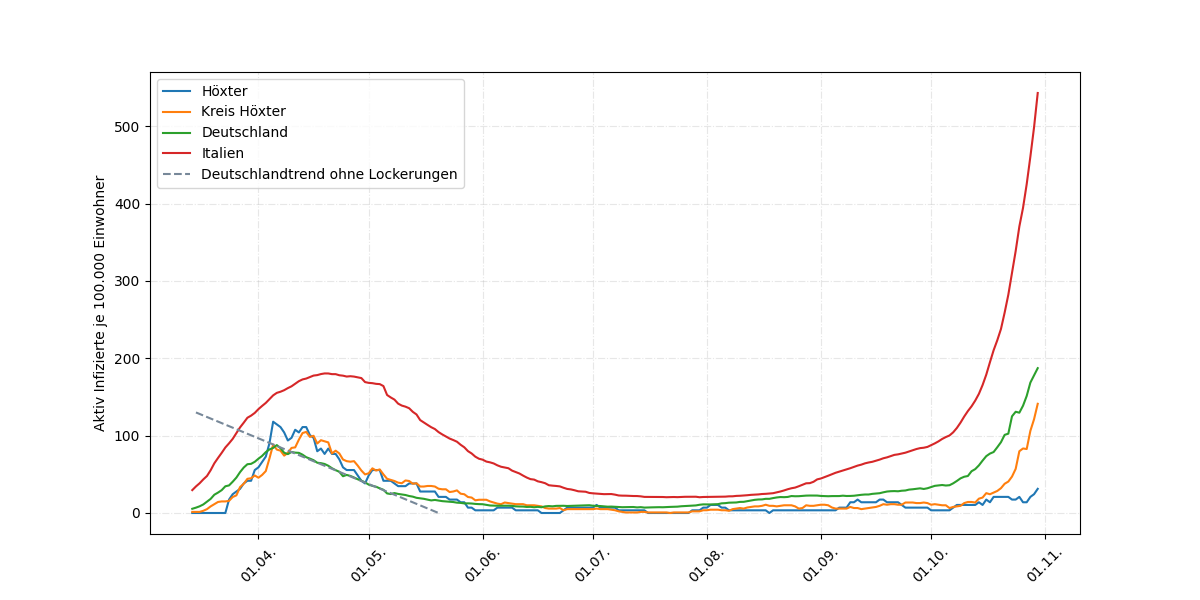 Höxter
Kreis Höxter
Deutschland
Italien
Deutschlandtrend ohne Lockerungen
Aktiv Infizierte je 100.000 Einwohner
500
400
300
200
100
0
01.04.
01.05.
01.06.
01.07.
01.08.
01.09.
01.10.
01.11.